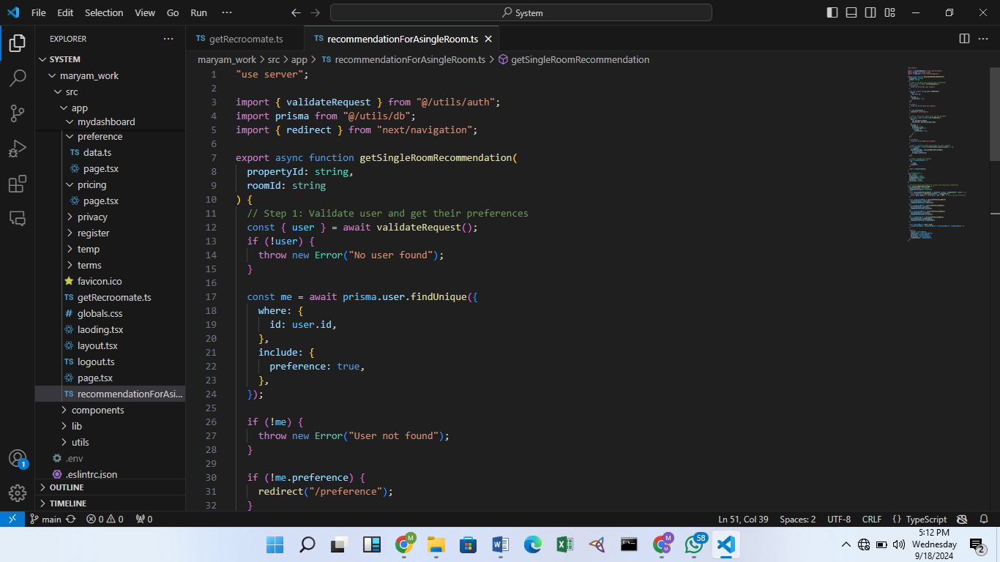 File Edit Selection View Go Run ··· System
EXPLORER ···
SYSTEM
maryam_work
src
app
mydashboard
preference
TS data.ts
page.tsx
pricing
page.tsx
privacy
register
temp
terms
favicon.ico
TS getRecroomate.ts
# globals.css
laoding.tsx
layout.tsx
TS logout.ts
page.tsx
TS recommendationForAsi...
components
lib
utils
.env
.eslintrc.json
OUTLINE
TIMELINE
1
TS getRecroomate.ts
TS recommendationForAsingleRoom.ts
maryam_work > src > app > TS recommendationForAsingleRoom.ts > getSingleRoomRecommendation
1 "use server";
2
3 import { validateRequest } from "@/utils/auth";
4 import prisma from "@/utils/db";
5 import { redirect } from "next/navigation";
6
7 export async function getSingleRoomRecommendation(
8 propertyId: string,
9 roomId: string
10 ) {
11 // Step 1: Validate user and get their preferences
12 const { user } = await validateRequest();
13 if (!user) {
14 throw new Error("No user found");
15 }
16
17 const me = await prisma.user.findUnique({
18 where: {
19 id: user.id,
20 },
21 include: {
22 preference: true,
23 },
24 });
25
26 if (!me) {
27 throw new Error("User not found");
28 }
29
30 if (!me.preference) {
31 redirect("/preference");
32 }
main 0 0 0 Ln 51, Col 39 Spaces: 2 UTF-8 CRLF {} TypeScript
M M 58
5:12 PM
Wednesday
9/18/2024
2